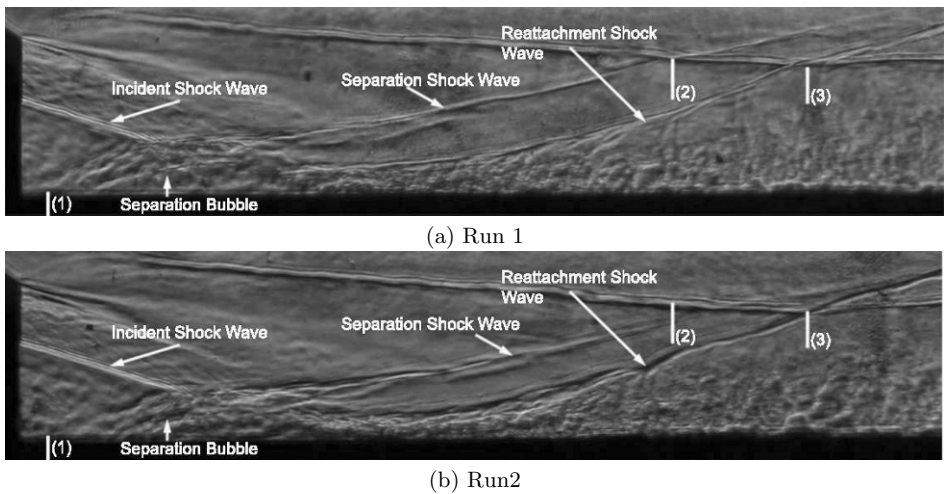 Reattachment Shock
Wave
Incident Shock Wave
Separation Shock Wave
(2)
(3)
(1)
Separation Bubble
(a) Run 1
Reattachment Shock
Wave
Incident Shock Wave
Separation Shock Wave
(2)
(3)
(1)
Separation Bubble
(b) Run2